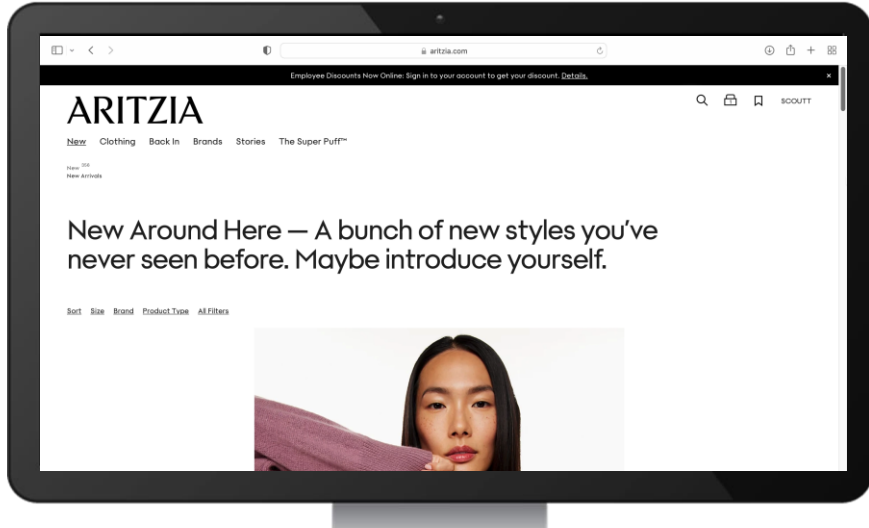 aritzia.com
Employee Discounts Now Online: Sign in to your account to get your discount. Details.
ARITZIA
SCOUTT
New Clothing Back In Brands Stories The Super Puff™
New
New Arrivals
New Around Here — A bunch of new styles you've
never seen before. Maybe introduce yourself.
Sort Size Brand Product Type All Filters